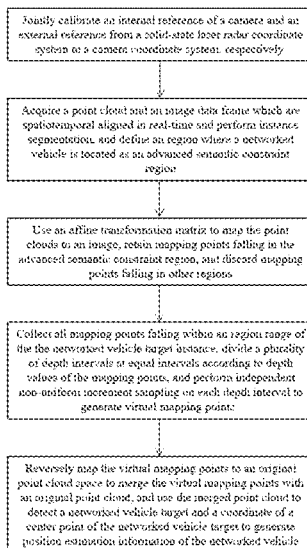 Jointly calibrate an internal reference of a camera and an
external reference from a solid-state laser radar coordinate
system to a camera coordinate system, respectively
Acquire a point cloud and an image data frame which are
spatiotemporal aligned in real-time and perform instance
segmentation, and define an region where a networked
vehicle is located as an advanced semantic constraint
region
Use an affine transformation matrix to map the point
clouds to an image, retain mapping points falling in the
advanced semantic constraint region, and discard mapping
points falling in other regions
Collect all mapping points falling within an region range of
the the networked vehicle target instance, divide a plurality
of depth intervals at equal intervals according to depth
values of the mapping points, and perform independent
non-uniform increment sampling on each depth interval to
generate virtual mapping points
Reversely map the virtual mapping points to an original
point cloud space to merge the virtual mapping points with
an original point cloud, and use the merged point cloud to
detect a networked vehicle target and a coordinate of a
center point of the networked vehicle target to generate
position estimation information of the networked vehicle